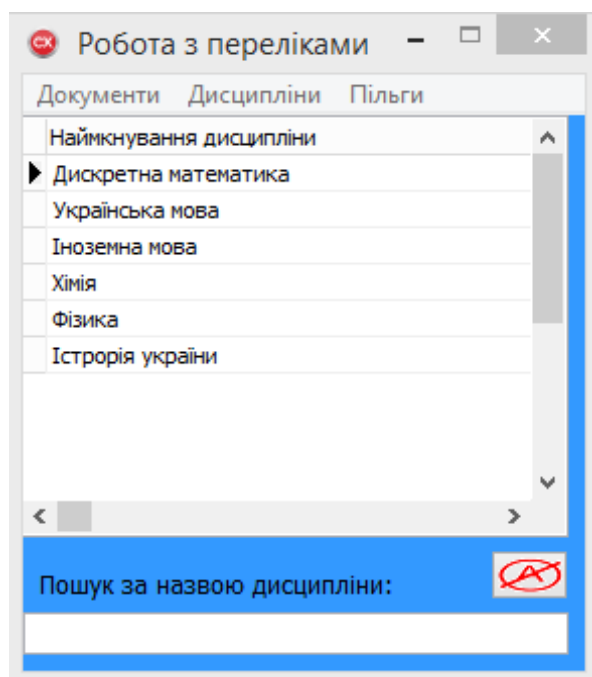 Робота з переліками
Документи Дисципліни Пільги
Наймкнування дисципліни
Дискретна математика
Українська мова
Іноземна мова
Хімія
Фізика
Істрорія україни
Пошук за назвою дисципліни: